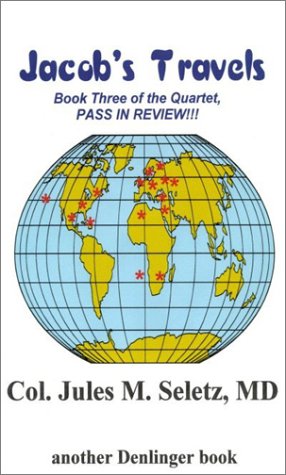 Jacob's Travels
Book Three of the Quartet,
PASS IN REVIEW!!!
Col. Jules M. Seletz, MD
another Denlinger book